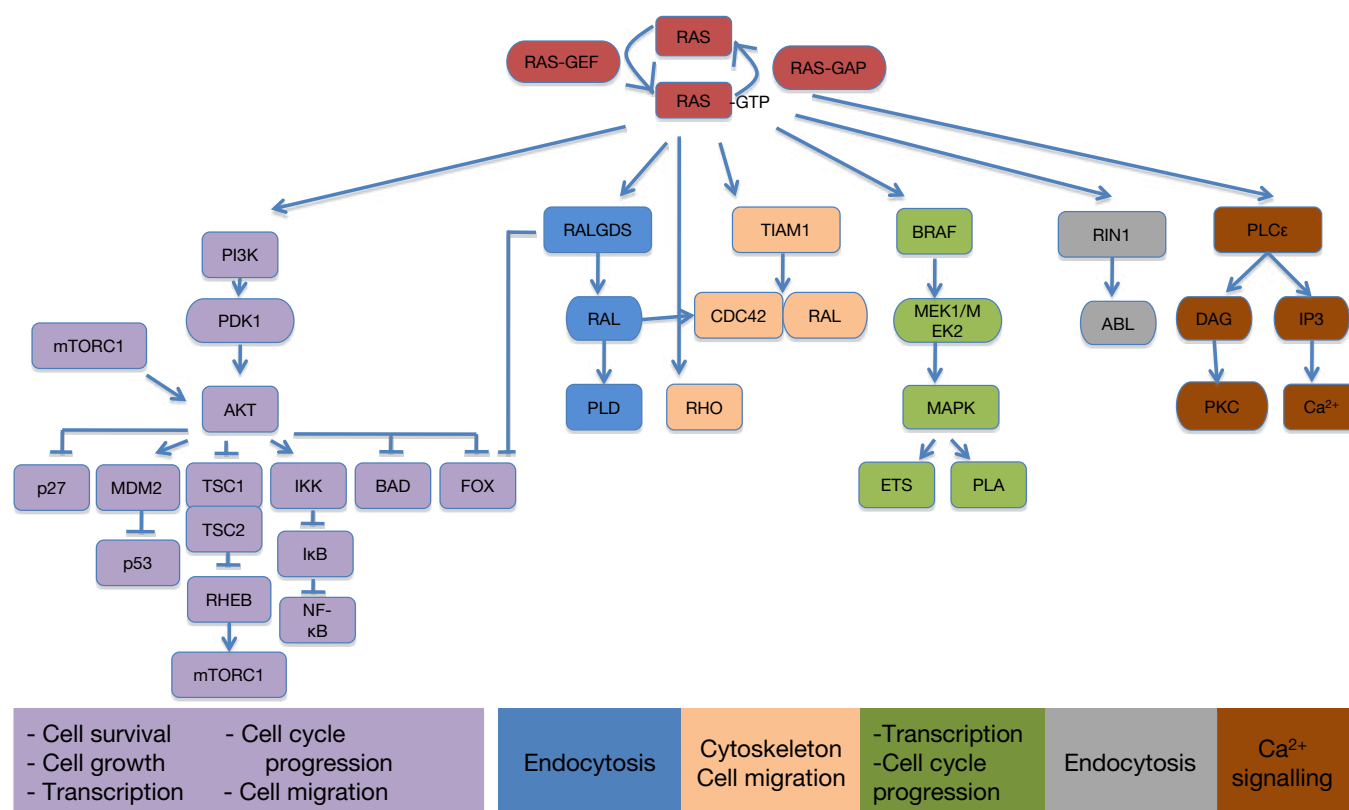 RAS
RAS-GEF
RAS-GAP
RAS
-GTP
PI3K
RALGDS
TIAM1
BRAF
RIN1
PLCε
PDK1
RAL
CDC42
RAL
MEK1/M
EK2
ABL
DAG
IP3
mTORC1
AKT
PLD
RHO
MAPK
PKC
Ca²⁺
p27
MDM2
TSC1
IKK
BAD
FOX
ETS
PLA
TSC2
p53
IκB
RHEB
NF-
κB
mTORC1
- Cell survival
- Cell growth
- Transcription
- Cell cycle
progression
- Cell migration
Endocytosis
Cytoskeleton
Cell migration
-Transcription
-Cell cycle
progression
Endocytosis
Ca²⁺
signalling